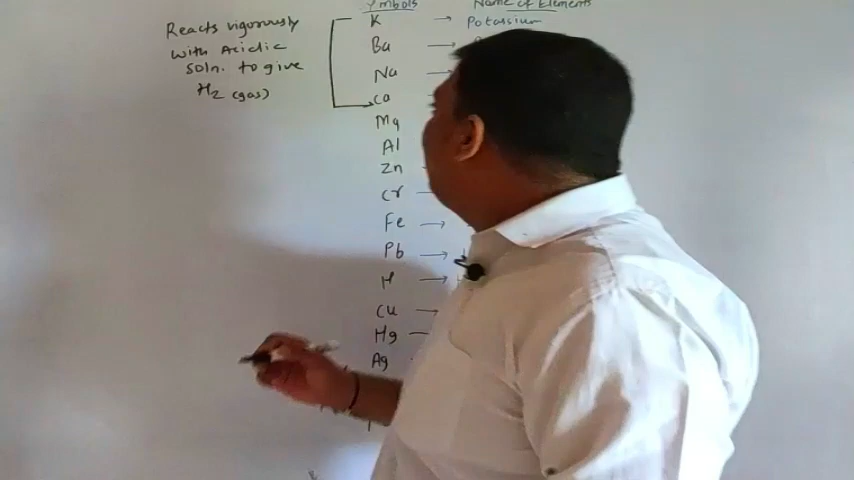 Symbols
Name of Elements
Reacts vigorously
with Acidic
soln. to give
H2 (gas)
K → Potassium
Ba →
Na →
Ca
Mg
Al
Zn
Cr
Fe →
Pb →
H →
Cu →
Hg
Ag